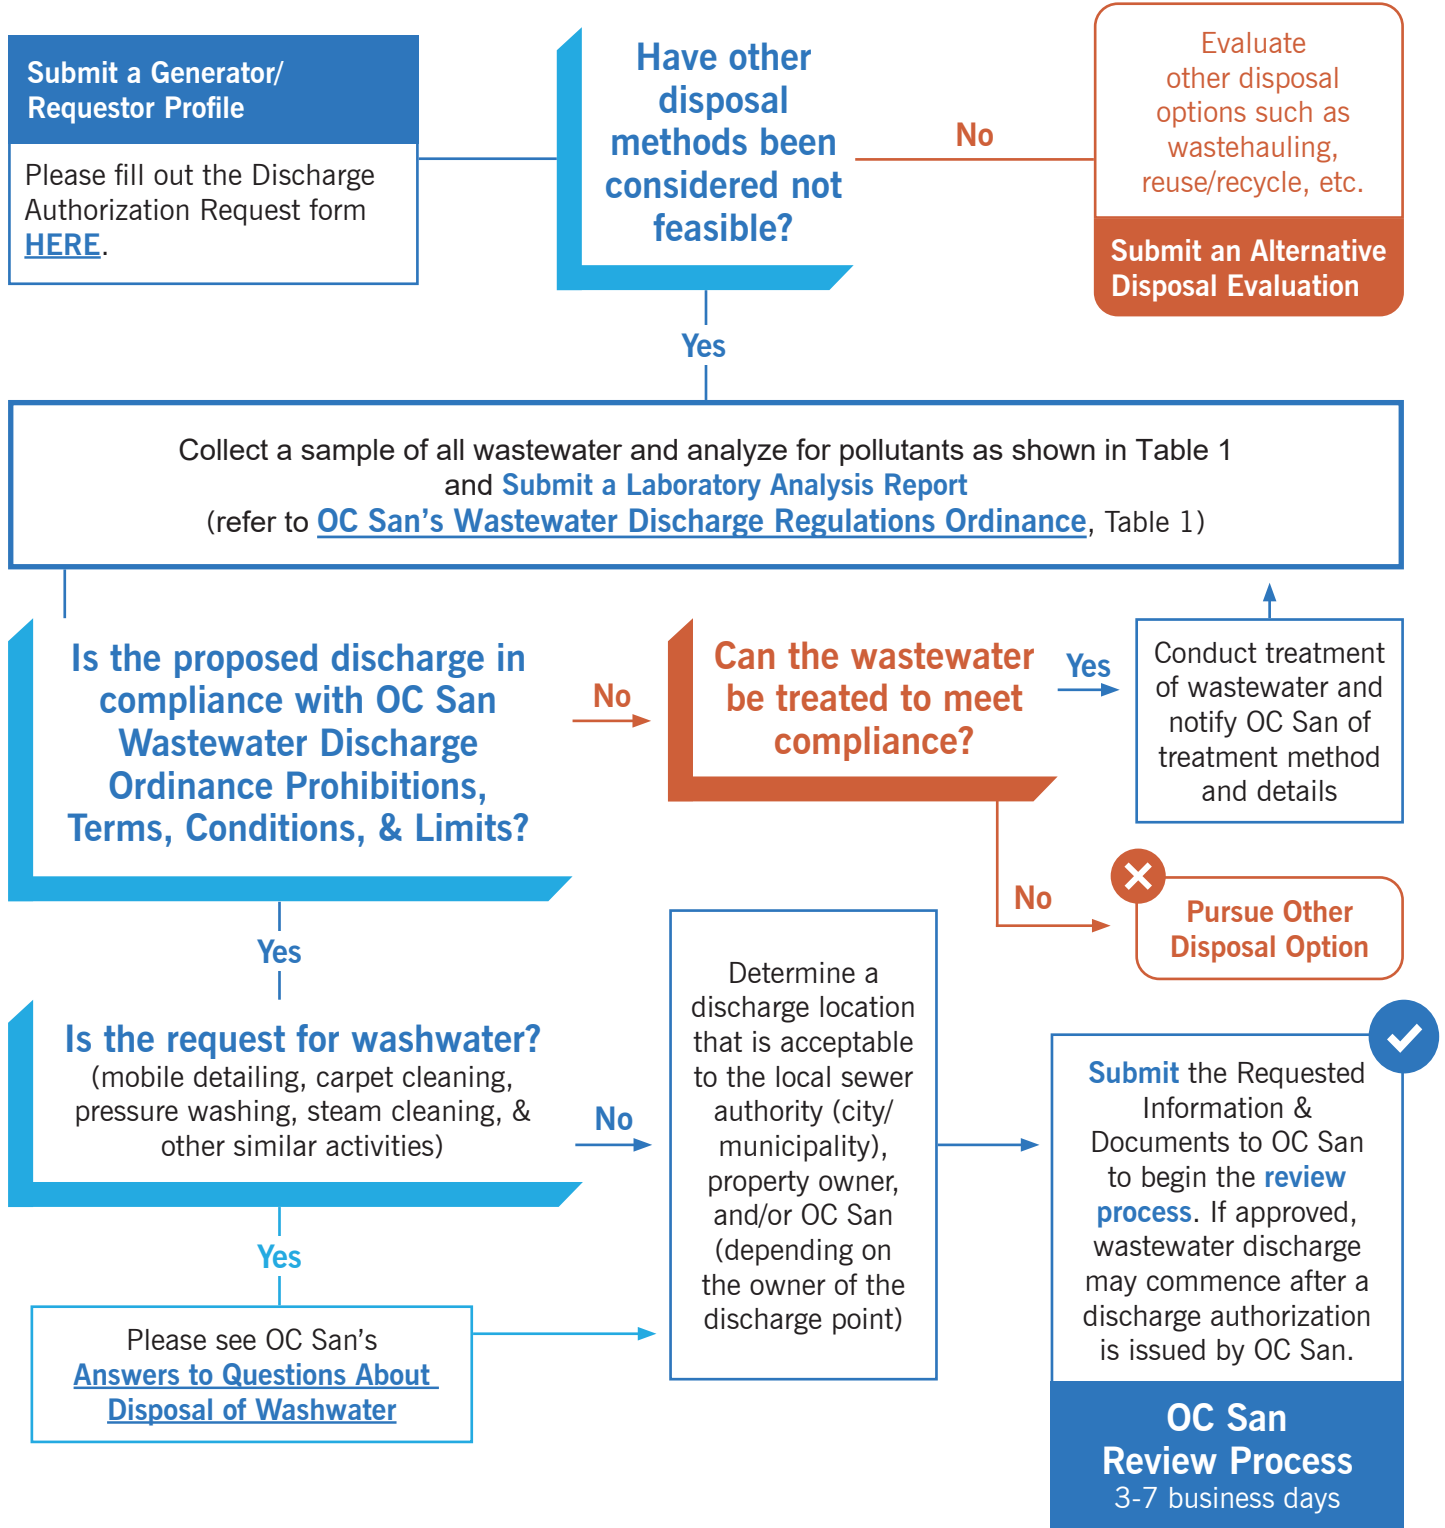 Submit a Generator/
Requestor Profile
Please fill out the Discharge
Authorization Request form
HERE.
Have other
disposal
methods been
considered not
feasible?
No
Evaluate
other disposal
options such as
wastehauling,
reuse/recycle, etc.
Submit an Alternative
Disposal Evaluation
Yes
Collect a sample of all wastewater and analyze for pollutants as shown in Table 1
and Submit a Laboratory Analysis Report
(refer to OC San's Wastewater Discharge Regulations Ordinance, Table 1)
Is the proposed discharge in
compliance with OC San
Wastewater Discharge
Ordinance Prohibitions,
Terms, Conditions, & Limits?
No
Can the wastewater
be treated to meet
compliance?
Yes
Conduct treatment
of wastewater and
notify OC San of
treatment method
and details
No
Pursue Other
Disposal Option
Yes
Is the request for washwater?
(mobile detailing, carpet cleaning,
pressure washing, steam cleaning, &
other similar activities)
No
Determine a
discharge location
that is acceptable
to the local sewer
authority (city/
municipality),
property owner,
and/or OC San
(depending on
the owner of the
discharge point)
Yes
Please see OC San's
Answers to Questions About
Disposal of Washwater
Submit the Requested
Information &
Documents to OC San
to begin the review
process. If approved,
wastewater discharge
may commence after a
discharge authorization
is issued by OC San.
OC San
Review Process
3-7 business days